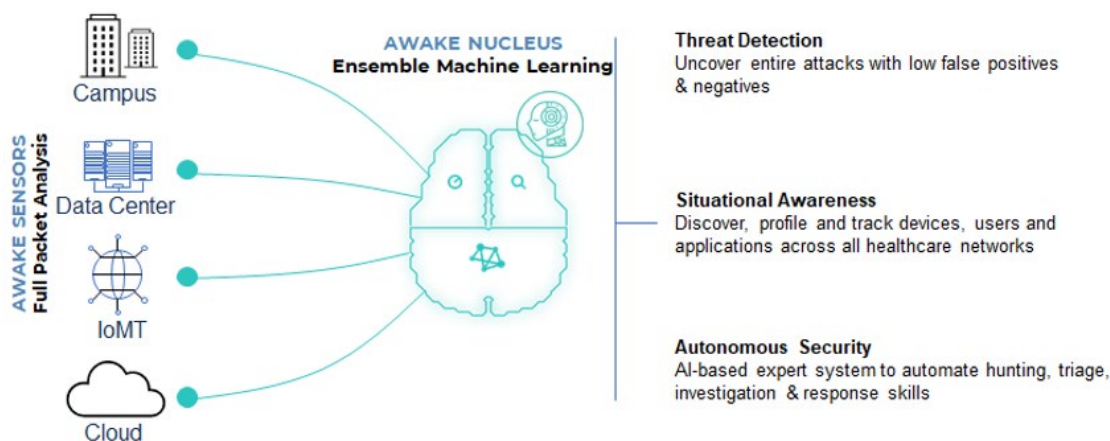 AWAKE SENSORS
Full Packet Analysis
Campus
Data Center
IoMT
Cloud
AWAKE NUCLEUS
Ensemble Machine Learning
Threat Detection
Uncover entire attacks with low false positives
& negatives
Situational Awareness
Discover, profile and track devices, users and
applications across all healthcare networks
Autonomous Security
AI-based expert system to automate hunting, triage,
investigation & response skills